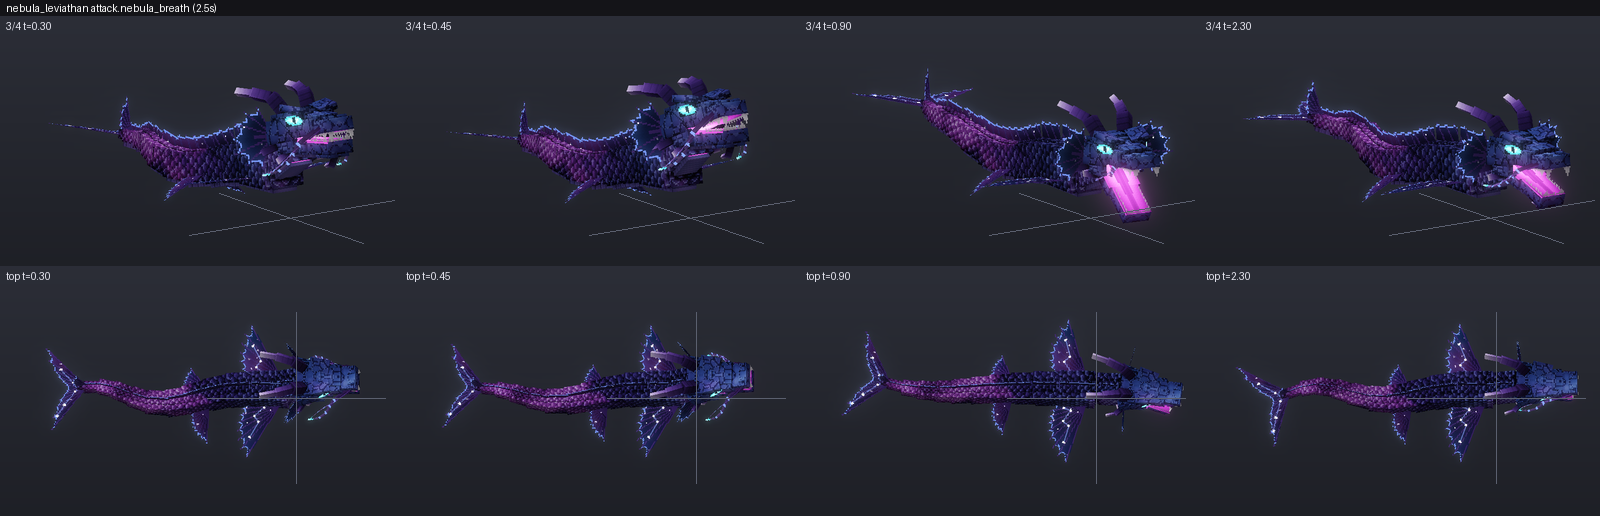 nebula_leviathan attack.nebula_breath (2.5s)
3/4 t=0.30
3/4 t=0.45
3/4 t=0.90
3/4 t=2.30
top t=0.30
top t=0.45
top t=0.90
top t=2.30